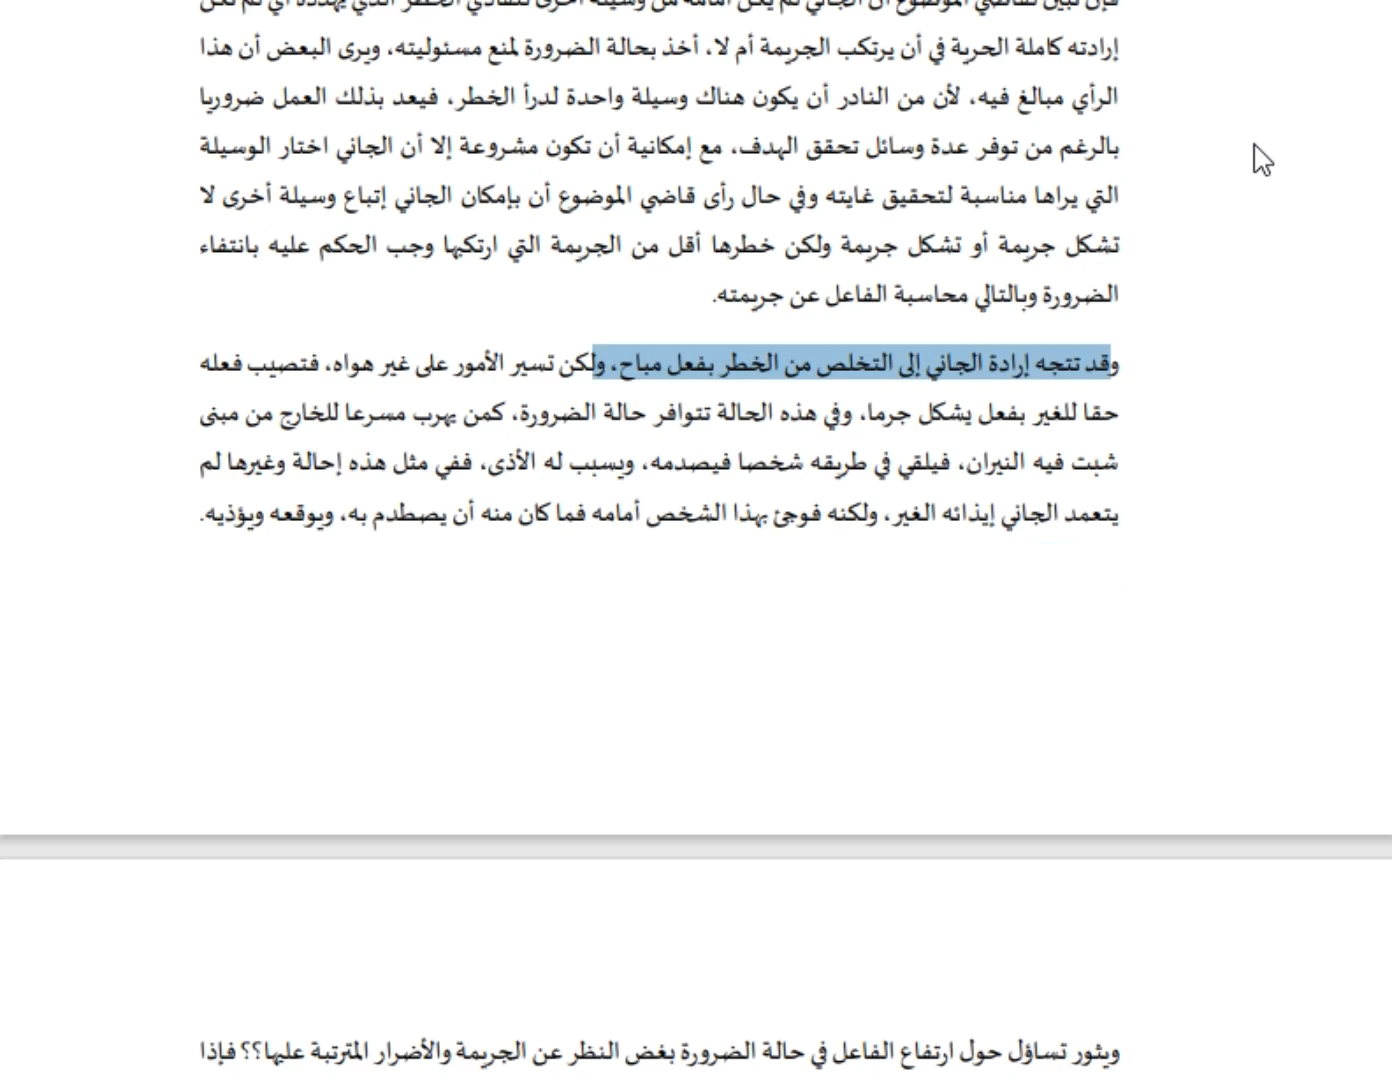 إرادته كاملة الحرية في أن يرتكب الجريمة أم لا، أخذ بحالة الضرورة لمنع مسئوليته، ويرى البعض أن هذا
الرأي مبالغ فيه، لأن من النادر أن يكون هناك وسيلة واحدة لدرأ الخطر، فيعد بذلك العمل ضروريا
بالرغم من توفر عدة وسائل تحقق الهدف، مع إمكانية أن تكون مشروعة إلا أن الجاني اختار الوسيلة
التي يراها مناسبة لتحقيق غايته وفي حال رأى قاضي الموضوع أن بإمكان الجاني إتباع وسيلة أخرى لا
تشكل جريمة أو تشكل جريمة ولكن خطرها أقل من الجريمة التي ارتكبها وجب الحكم عليه بانتفاء
الضرورة وبالتالي محاسبة الفاعل عن جريمته.
وقد تتجه إرادة الجاني إلى التخلص من الخطر بفعل مباح، ولكن تسير الأمور على غير هواه، فتصيب فعله
حقا للغير بفعل يشكل جرما، وفي هذه الحالة تتوافر حالة الضرورة، كمن يهرب مسرعا للخارج من مبنى
شبت فيه النيران، فيلقي في طريقه شخصا فيصدمه، ويسبب له الأذى، ففي مثل هذه إحالة وغيرها لم
يتعمد الجاني إيذائه الغير، ولكنه فوجئ بهذا الشخص أمامه فما كان منه أن يصطدم به، ويوقعه ويؤذيه.
ويثور تساؤل حول ارتفاع الفاعل في حالة الضرورة بغض النظر عن الجريمة والأضرار المترتبة عليها؟؟ فإذا